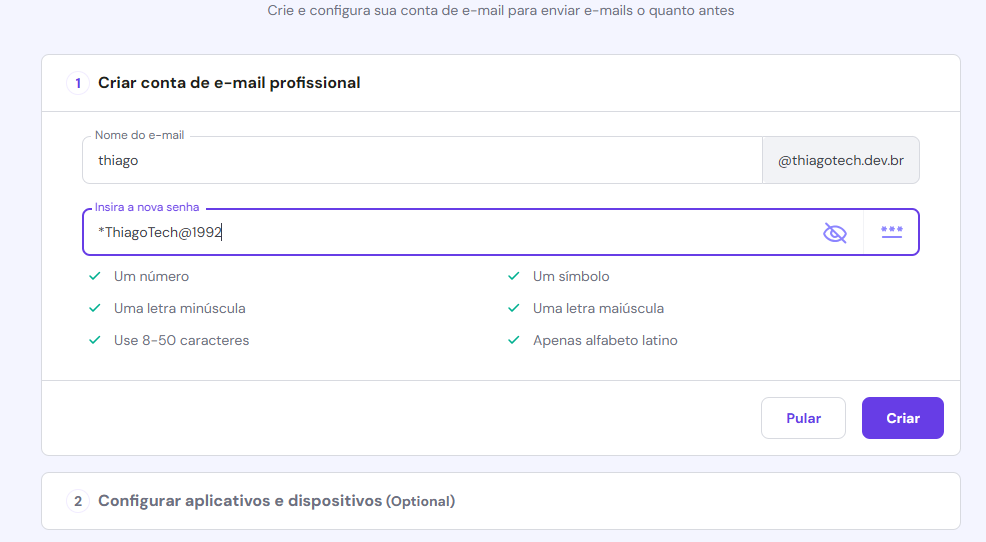 Crie e configura sua conta de e-mail para enviar e-mails o quanto antes
1 Criar conta de e-mail profissional
Nome do e-mail
thiago @thiagotech.dev.br
Insira a nova senha
*ThiagoTech@1992
Um número Um símbolo
Uma letra minúscula Uma letra maiúscula
Use 8-50 caracteres Apenas alfabeto latino
Pular Criar
2 Configurar aplicativos e dispositivos (Optional)